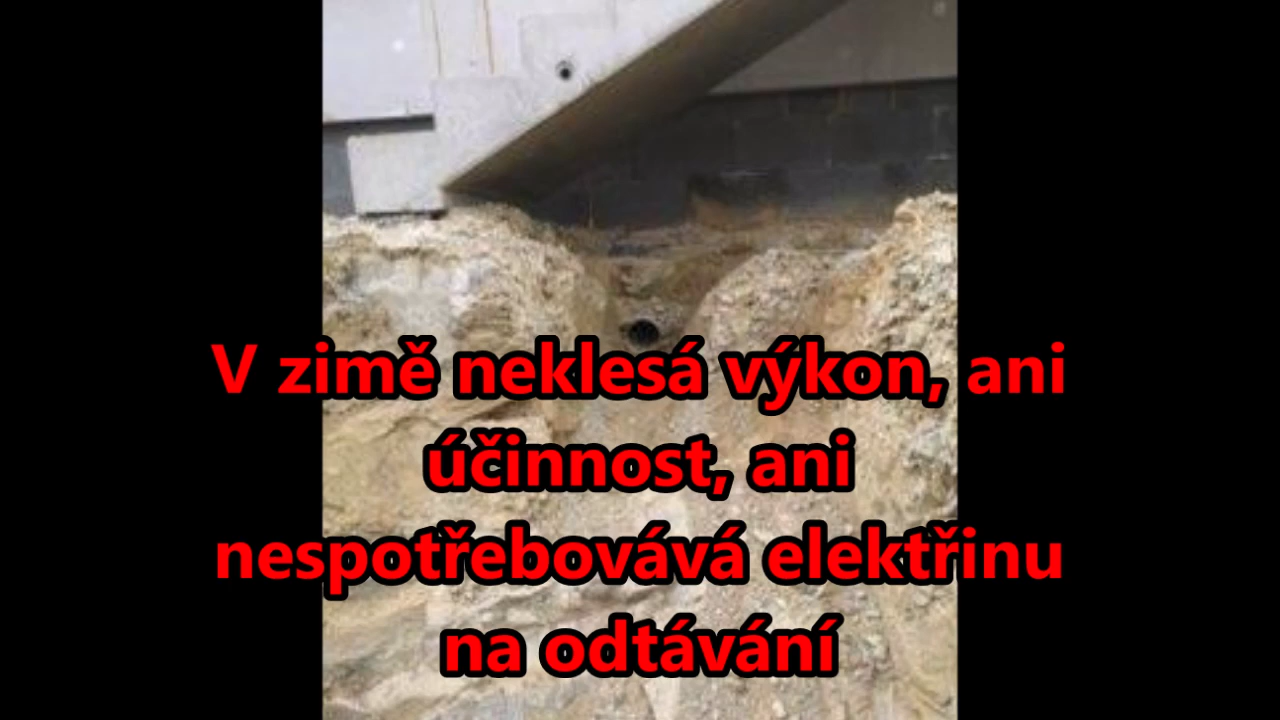 V zimě neklesá výkon, ani
účinnost, ani
nespotřebovává elektřinu
na odtávání